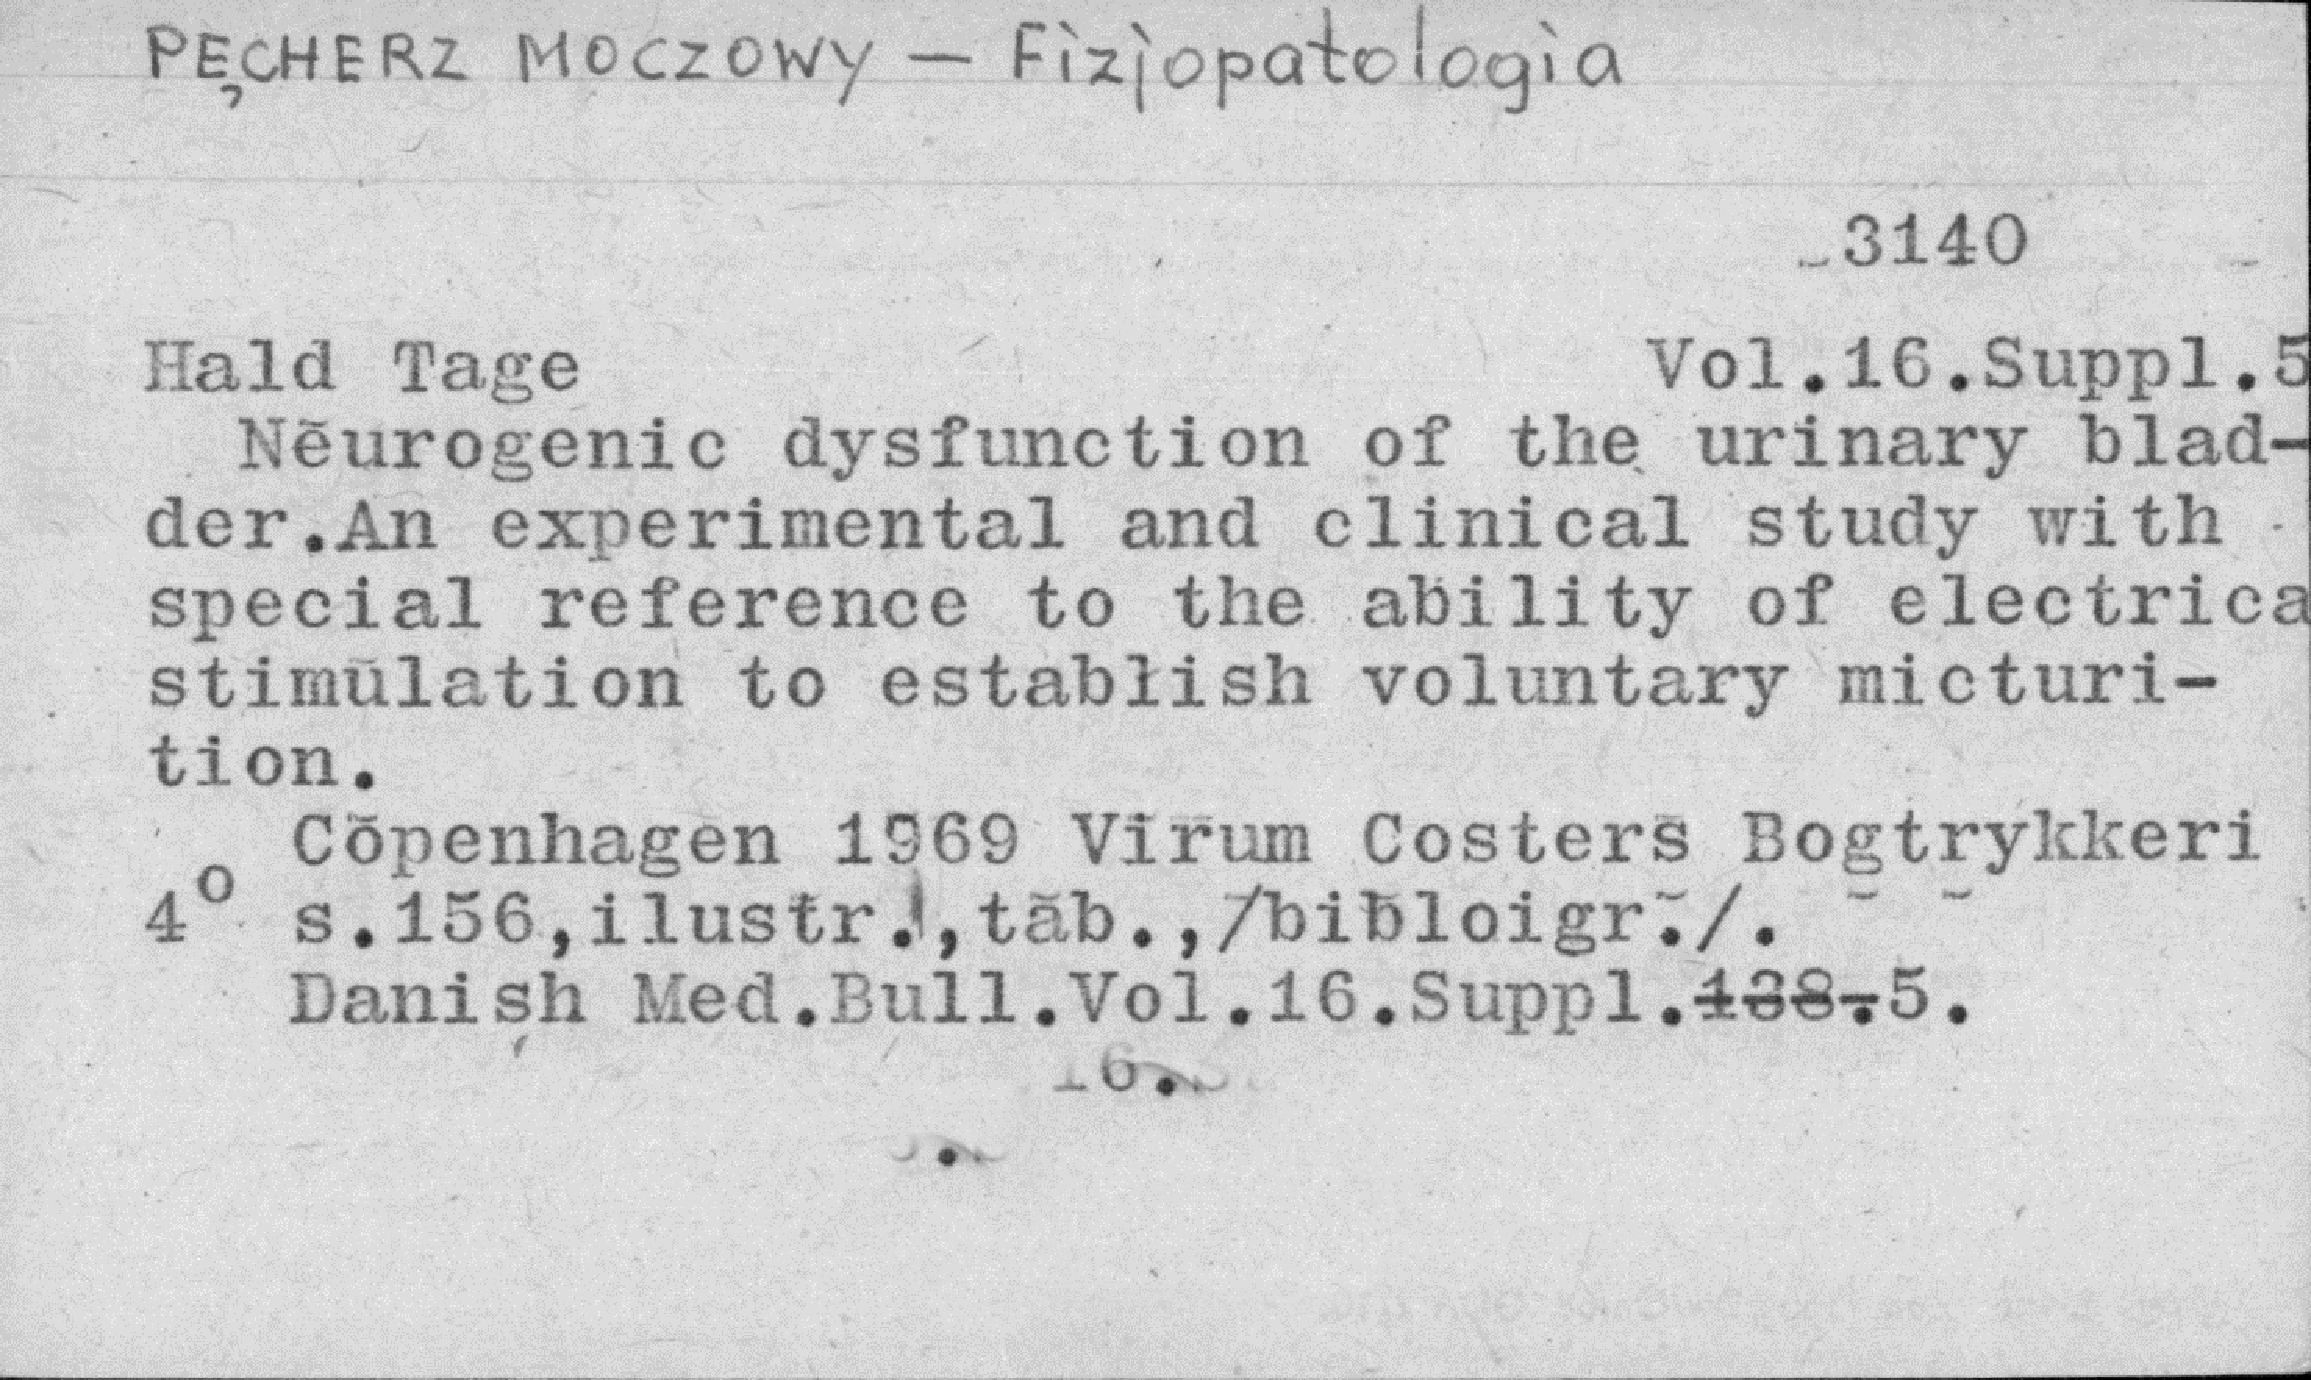 PĘCHERZ MOCZOWY — Fizjopatologia
3140
Hald Tage Vol.16.Suppl.5
Neurogenic dysfunction of the urinary blad-
der.An experimental and clinical study with
special reference to the ability of electrica
stimulation to establish voluntary micturi-
tion.
Copenhagen 1969 Virum Costers Bogtrykkeri
4° s.156,ilustr.,tab.,/bibloigr./.
Danish Med.Bull.Vol.16.Suppl.138.5.
16.